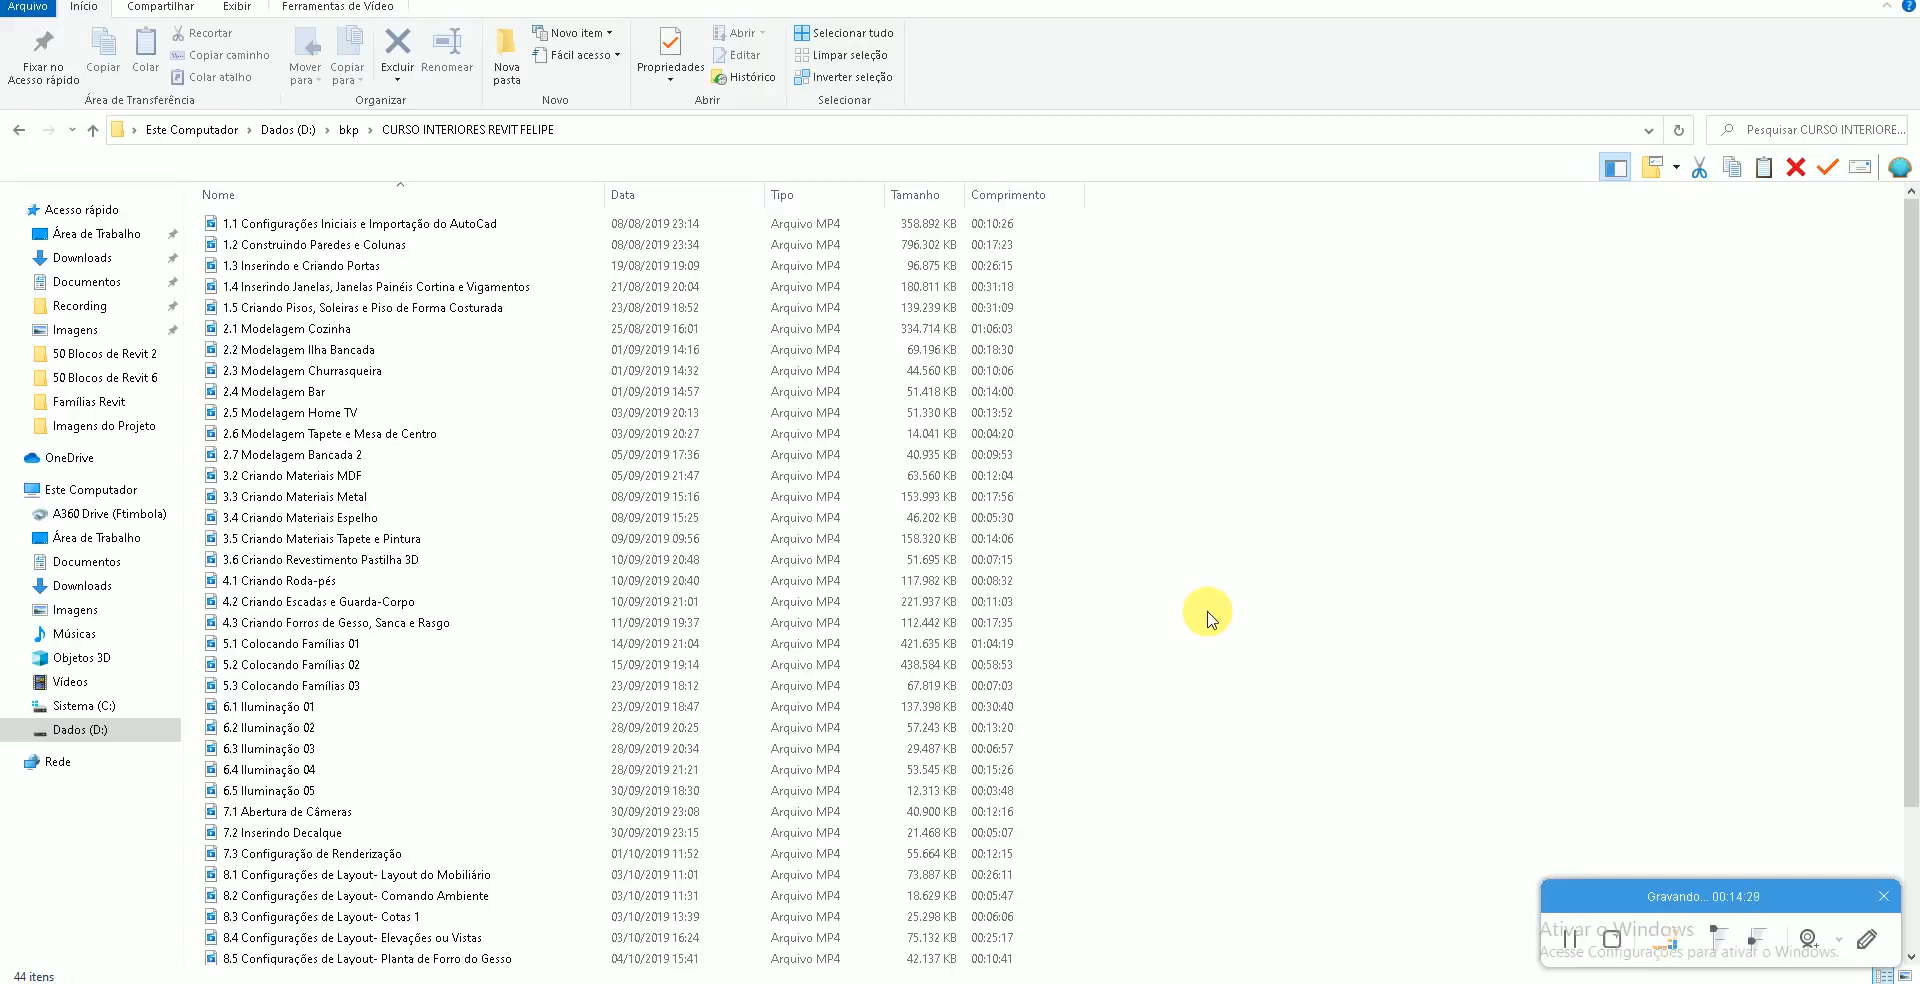 Arquivo Início Compartilhar Exibir Ferramentas de Vídeo
Fixar no Acesso rápido
Copiar
Colar
Recortar
Copiar caminho
Colar atalho
Área de Transferência
Mover para
Copiar para
Excluir
Renomear
Organizar
Nova pasta
Novo item
Fácil acesso
Novo
Propriedades
Abrir
Editar
Histórico
Abrir
Selecionar tudo
Limpar seleção
Inverter seleção
Selecionar
Este Computador › Dados (D:) › bkp › CURSO INTERIORES REVIT FELIPE
Pesquisar CURSO INTERIORE...
Acesso rápido
Área de Trabalho
Downloads
Documentos
Recording
Imagens
50 Blocos de Revit 2
50 Blocos de Revit 6
Famílias Revit
Imagens do Projeto
OneDrive
Este Computador
A360 Drive (Ftimbola)
Área de Trabalho
Documentos
Downloads
Imagens
Músicas
Objetos 3D
Vídeos
Sistema (C:)
Dados (D:)
Rede
Nome Data Tipo Tamanho Comprimento
1.1 Configurações Iniciais e Importação do AutoCad 08/08/2019 23:14 Arquivo MP4 358.892 KB 00:10:26
1.2 Construindo Paredes e Colunas 08/08/2019 23:34 Arquivo MP4 796.302 KB 00:17:23
1.3 Inserindo e Criando Portas 19/08/2019 19:09 Arquivo MP4 96.875 KB 00:26:15
1.4 Inserindo Janelas, Janelas Painéis Cortina e Vigamentos 21/08/2019 20:04 Arquivo MP4 180.811 KB 00:31:18
1.5 Criando Pisos, Soleiras e Piso de Forma Costurada 23/08/2019 18:52 Arquivo MP4 139.239 KB 00:31:09
2.1 Modelagem Cozinha 25/08/2019 16:01 Arquivo MP4 334.714 KB 01:06:03
2.2 Modelagem Ilha Bancada 01/09/2019 14:16 Arquivo MP4 69.196 KB 00:18:30
2.3 Modelagem Churrasqueira 01/09/2019 14:32 Arquivo MP4 44.560 KB 00:10:06
2.4 Modelagem Bar 01/09/2019 14:57 Arquivo MP4 51.418 KB 00:14:00
2.5 Modelagem Home TV 03/09/2019 20:13 Arquivo MP4 51.330 KB 00:13:52
2.6 Modelagem Tapete e Mesa de Centro 03/09/2019 20:27 Arquivo MP4 14.041 KB 00:04:20
2.7 Modelagem Bancada 2 05/09/2019 17:36 Arquivo MP4 40.935 KB 00:09:53
3.2 Criando Materiais MDF 05/09/2019 21:47 Arquivo MP4 63.560 KB 00:12:04
3.3 Criando Materiais Metal 08/09/2019 15:16 Arquivo MP4 153.993 KB 00:17:56
3.4 Criando Materiais Espelho 08/09/2019 15:25 Arquivo MP4 46.202 KB 00:05:30
3.5 Criando Materiais Tapete e Pintura 09/09/2019 09:56 Arquivo MP4 158.320 KB 00:14:06
3.6 Criando Revestimento Pastilha 3D 10/09/2019 20:48 Arquivo MP4 51.695 KB 00:07:15
4.1 Criando Roda-pés 10/09/2019 20:40 Arquivo MP4 117.982 KB 00:08:32
4.2 Criando Escadas e Guarda-Corpo 10/09/2019 21:01 Arquivo MP4 221.937 KB 00:11:03
4.3 Criando Forros de Gesso, Sanca e Rasgo 11/09/2019 19:37 Arquivo MP4 112.442 KB 00:17:35
5.1 Colocando Famílias 01 14/09/2019 21:04 Arquivo MP4 421.635 KB 01:04:19
5.2 Colocando Famílias 02 15/09/2019 19:14 Arquivo MP4 438.584 KB 00:58:53
5.3 Colocando Famílias 03 23/09/2019 18:12 Arquivo MP4 67.819 KB 00:07:03
6.1 Iluminação 01 23/09/2019 18:47 Arquivo MP4 137.398 KB 00:30:40
6.2 Iluminação 02 28/09/2019 20:25 Arquivo MP4 57.243 KB 00:13:20
6.3 Iluminação 03 28/09/2019 20:34 Arquivo MP4 29.487 KB 00:06:57
6.4 Iluminação 04 28/09/2019 21:21 Arquivo MP4 53.545 KB 00:15:26
6.5 Iluminação 05 30/09/2019 18:30 Arquivo MP4 12.313 KB 00:03:48
7.1 Abertura de Câmeras 30/09/2019 23:08 Arquivo MP4 40.900 KB 00:12:16
7.2 Inserindo Decalque 30/09/2019 23:15 Arquivo MP4 21.468 KB 00:05:07
7.3 Configuração de Renderização 01/10/2019 11:52 Arquivo MP4 55.664 KB 00:12:15
8.1 Configurações de Layout- Layout do Mobiliário 03/10/2019 11:01 Arquivo MP4 73.887 KB 00:26:11
8.2 Configurações de Layout- Comando Ambiente 03/10/2019 11:31 Arquivo MP4 18.629 KB 00:05:47
8.3 Configurações de Layout- Cotas 1 03/10/2019 13:39 Arquivo MP4 25.298 KB 00:06:06
8.4 Configurações de Layout- Elevações ou Vistas 03/10/2019 16:24 Arquivo MP4 75.132 KB 00:25:17
8.5 Configurações de Layout- Planta de Forro do Gesso 04/10/2019 15:41 Arquivo MP4 42.137 KB 00:10:41
Gravando... 00:14:29
Ativar o Windows
Acesse Configurações para ativar o Windows.
44 itens